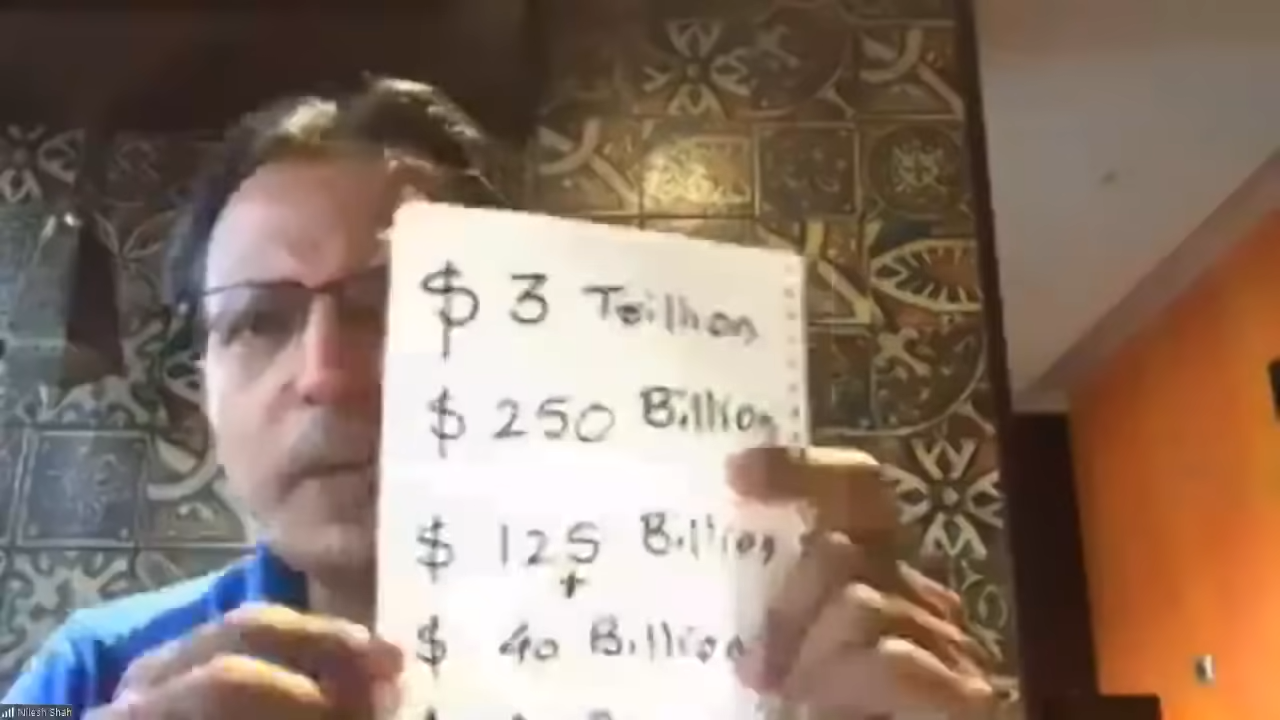 $ 3 Trillion
$ 250 Billion
$ 125 Billion
+
$ 40 Billion
$
Nilesh Shah